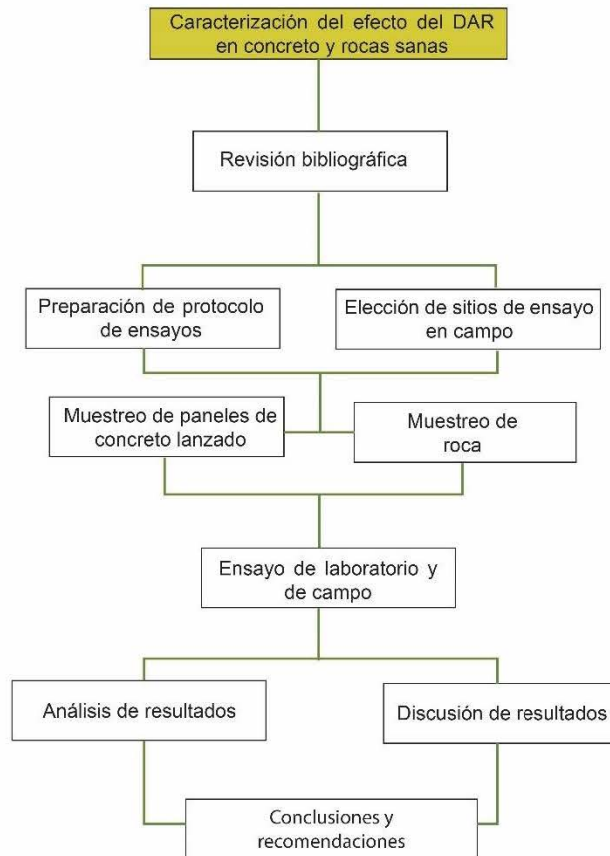 Caracterización del efecto del DAR
en concreto y rocas sanas
Revisión bibliográfica
Preparación de protocolo
de ensayos
Elección de sitios de ensayo
en campo
Muestreo de paneles de
concreto lanzado
Muestreo de
roca
Ensayo de laboratorio y
de campo
Análisis de resultados
Discusión de resultados
Conclusiones y
recomendaciones